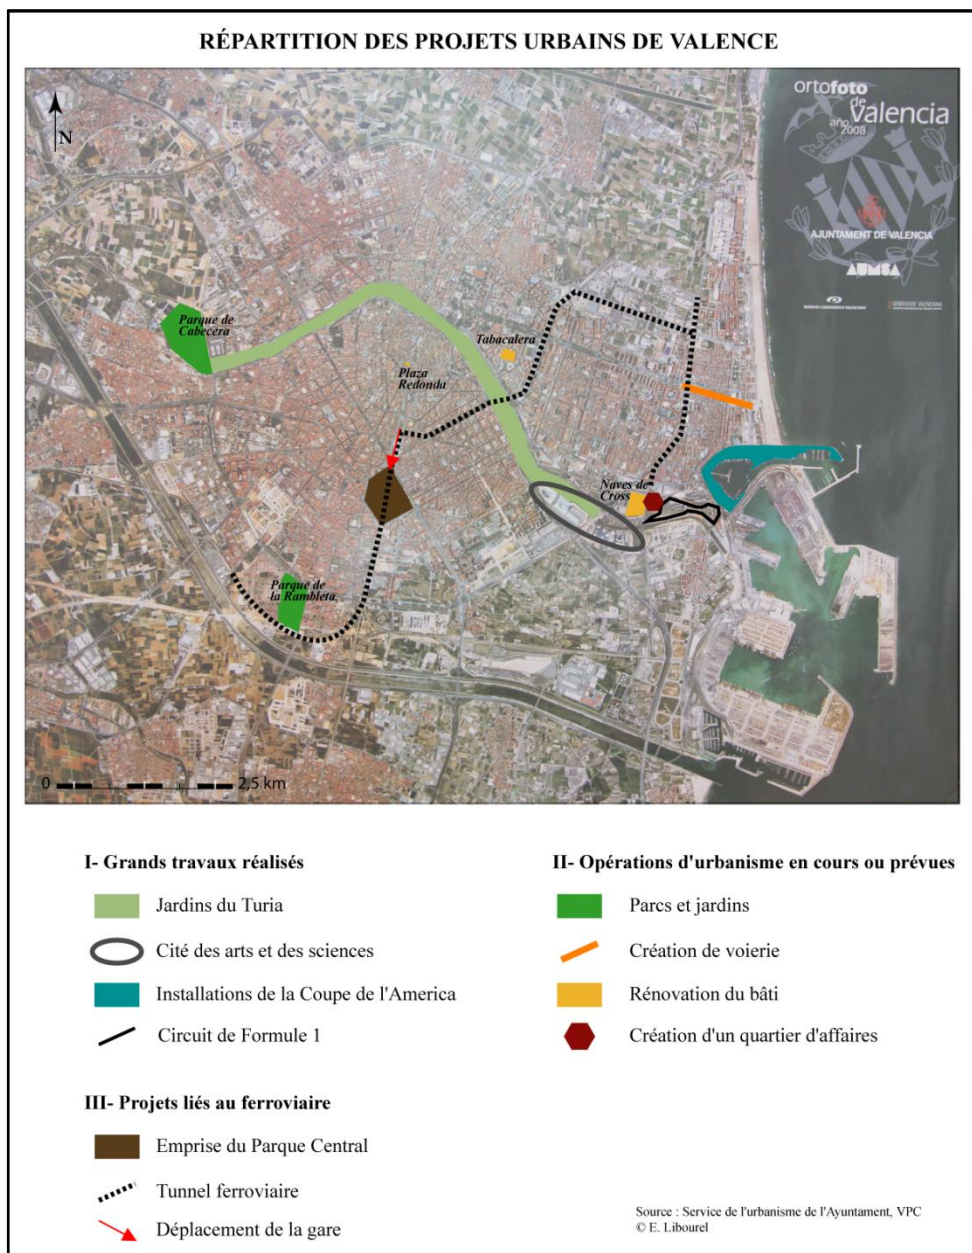 RÉPARTITION DES PROJETS URBAINS DE VALENCE
N
ortofoto
de
valencia
año
2008
AJUNTAMENT DE VALENCIA
AUMSA
Parque de
Cabecera
Tabacalera
Plaza
Redonda
Naves de
Cross
Parque de
la Rambleta
0 2,5 km
I- Grands travaux réalisés
Jardins du Turia
Cité des arts et des sciences
Installations de la Coupe de l'America
Circuit de Formule 1
II- Opérations d'urbanisme en cours ou prévues
Parcs et jardins
Création de voierie
Rénovation du bâti
Création d'un quartier d'affaires
III- Projets liés au ferroviaire
Emprise du Parque Central
Tunnel ferroviaire
Déplacement de la gare
Source : Service de l'urbanisme de l'Ayuntament, VPC
© E. Libourel